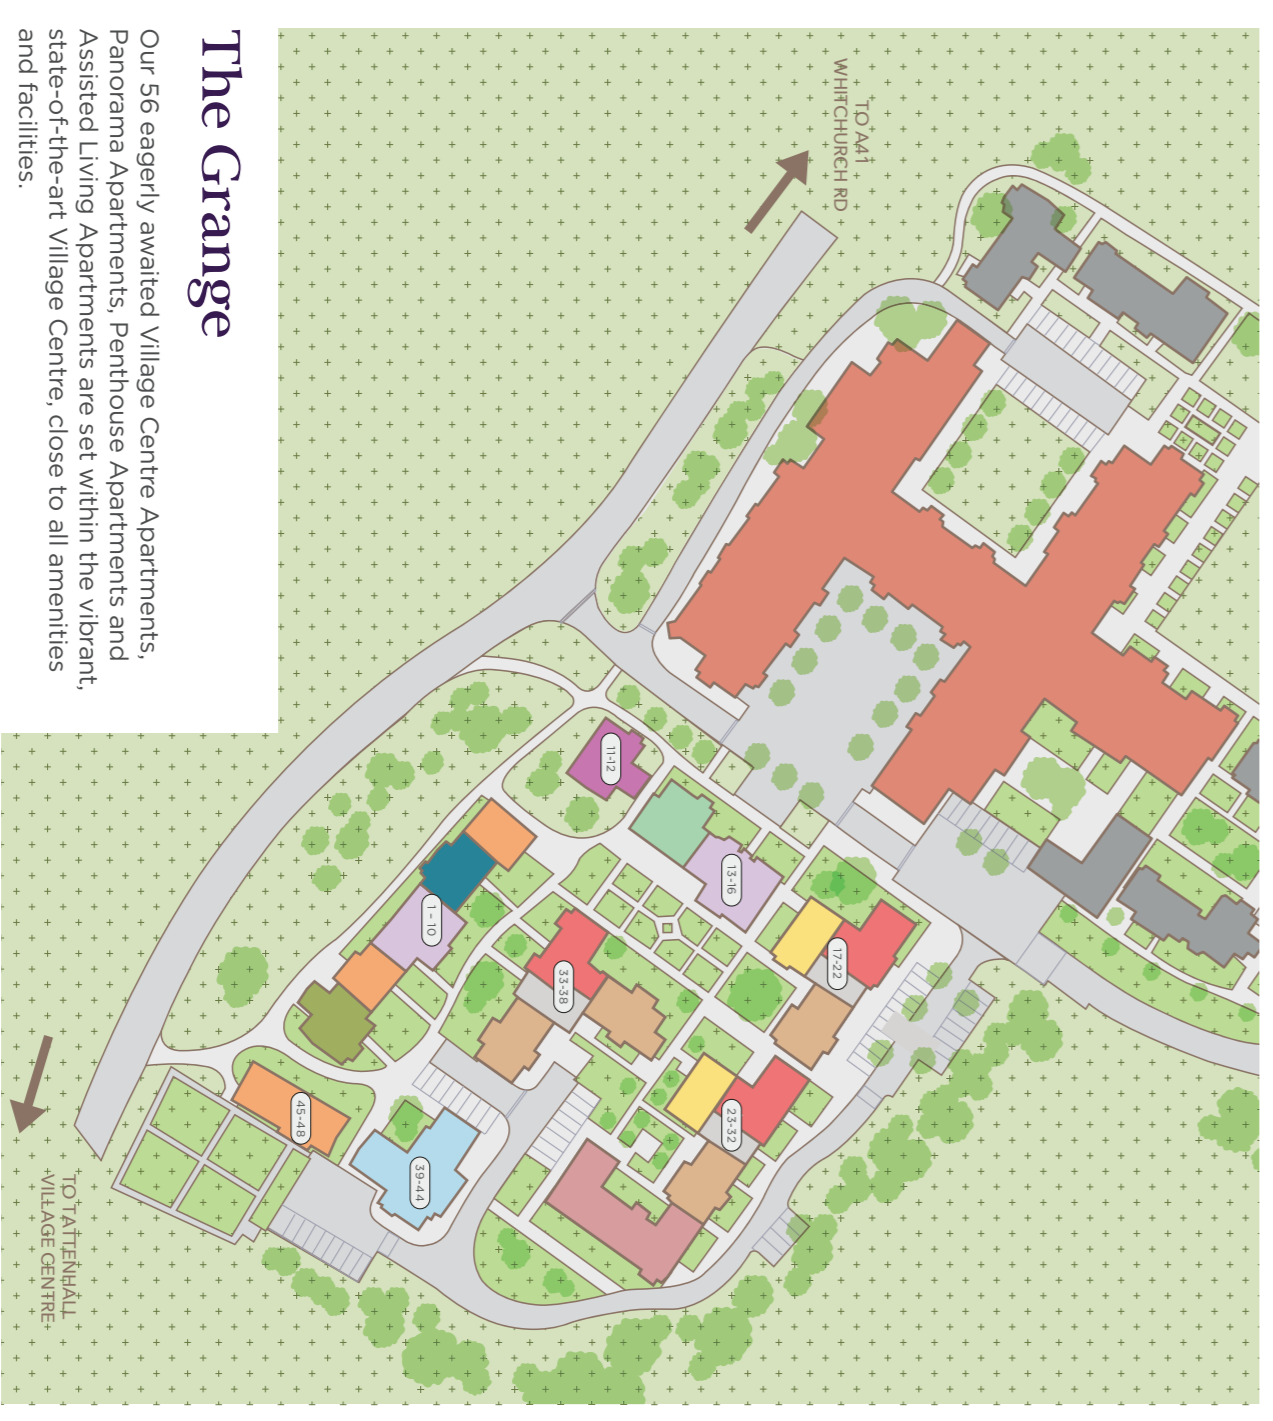 The Grange
Our 56 eagerly awaited Village Centre Apartments,
Panorama Apartments, Penthouse Apartments and
Assisted Living Apartments are set within the vibrant,
state-of-the-art Village Centre, close to all amenities
and facilities.
TO A41
WHITCHURCH RD
11-12
13-16
17-22
1 – 10
33-38
23-32
45-48
39-44
TO TATTENHALL
VILLAGE CENTRE